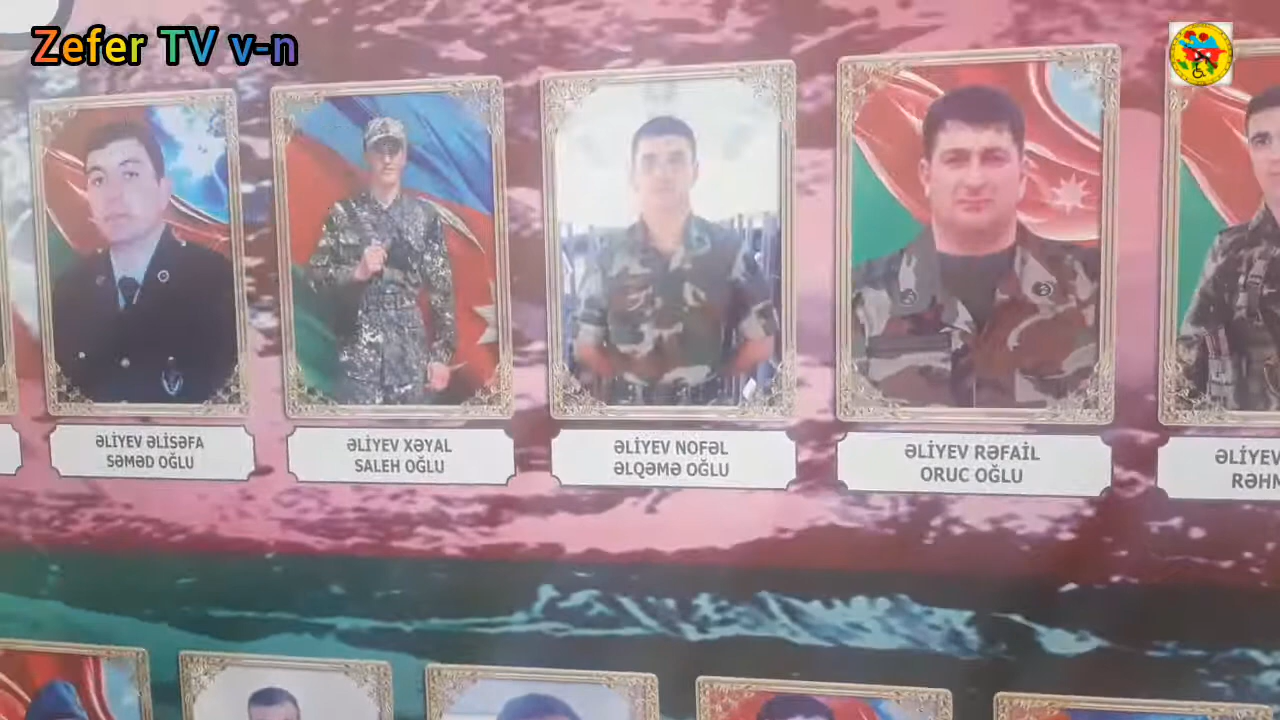 Zefer TV v-n
ƏLİYEV ƏLİSƏFA
SƏMƏD OĞLU
ƏLİYEV XƏYAL
SALEH OĞLU
ƏLİYEV NOFƏL
ƏLQƏMƏ OĞLU
ƏLİYEV RƏFAİL
ORUC OĞLU
ƏLİYEV